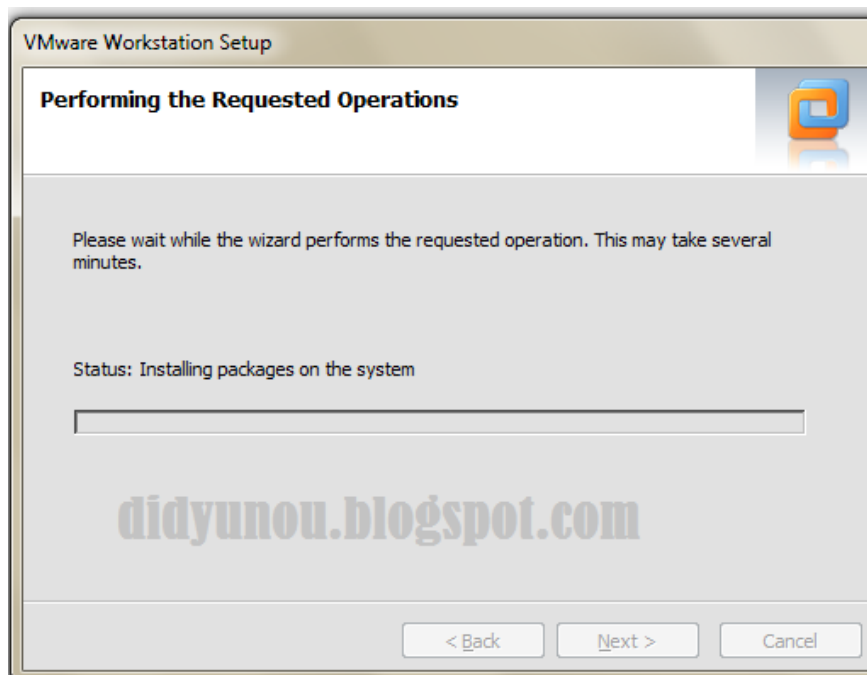 VMware Workstation Setup
Performing the Requested Operations
Please wait while the wizard performs the requested operation. This may take several
minutes.
Status: Installing packages on the system
didyunou.blogspot.com
< Back
Next >
Cancel